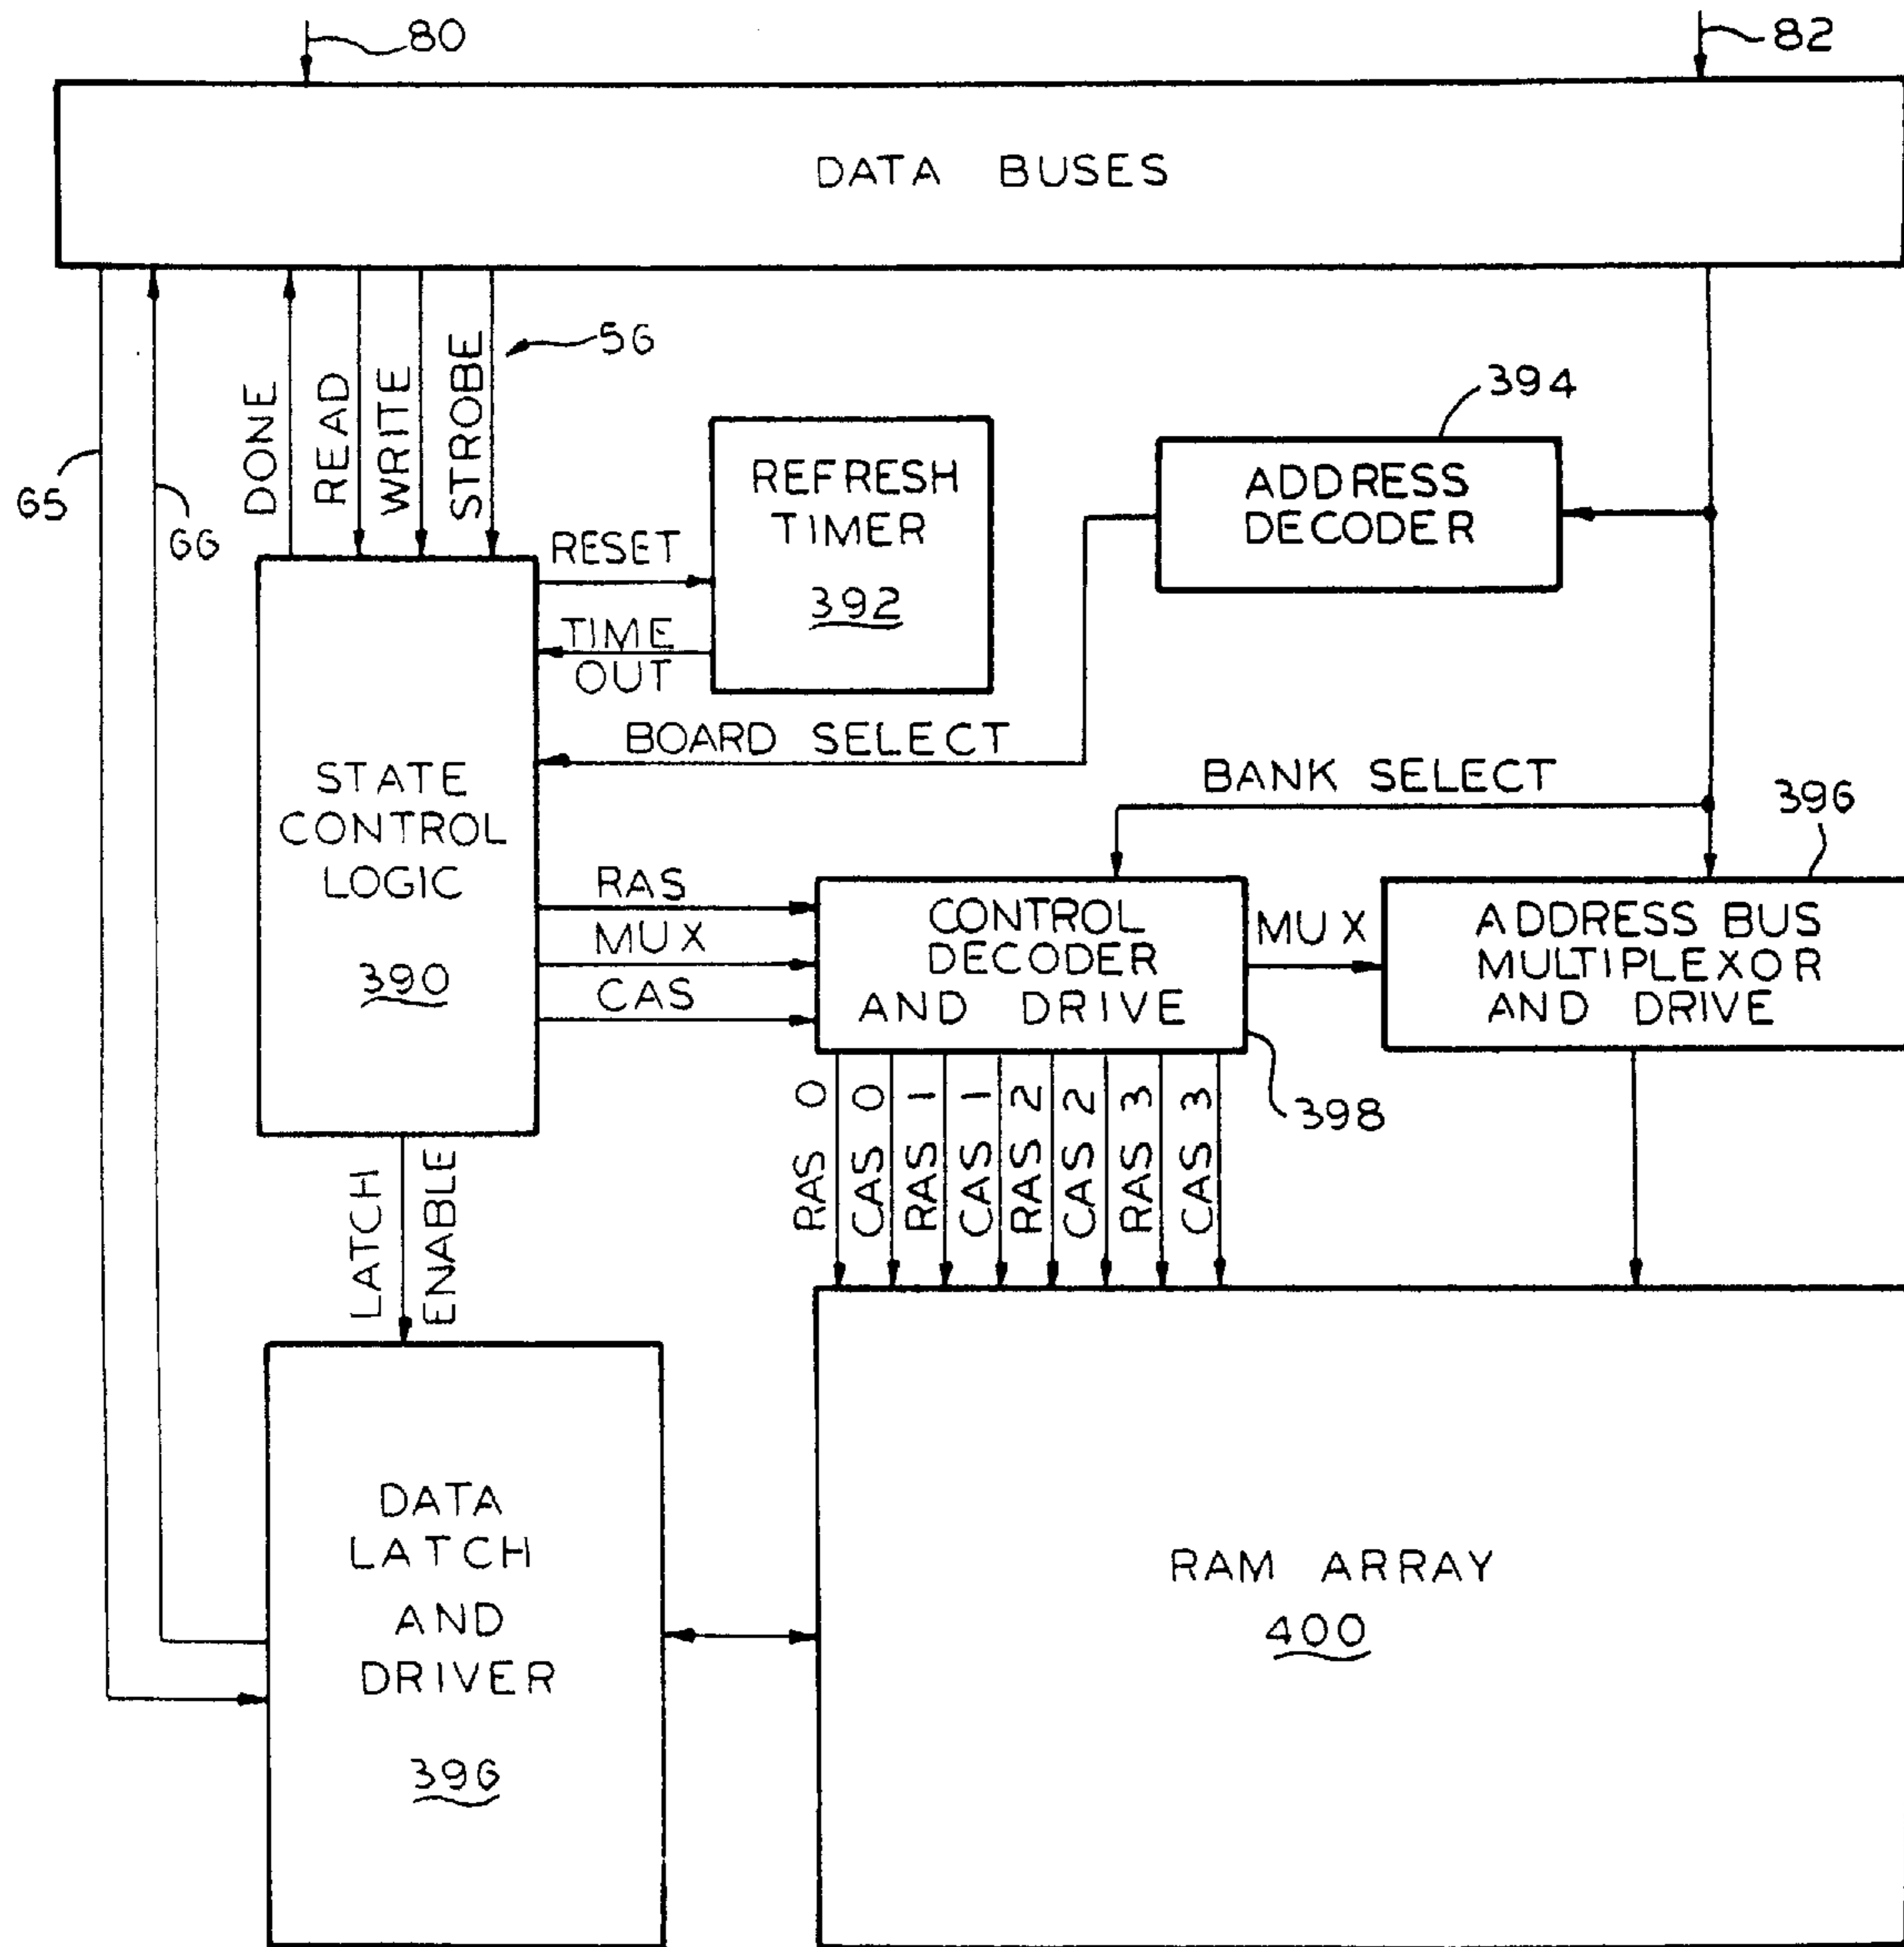 80
82
DATA BUSES
56
DONE
READ
WRITE
STROBE
65
66
394
REFRESH
TIMER
392
ADDRESS
DECODER
RESET
TIME
OUT
BOARD SELECT
BANK SELECT
396
STATE
CONTROL
LOGIC
390
RAS
MUX
CAS
CONTROL
DECODER
AND DRIVE
MUX
ADDRESS BUS
MULTIPLEXOR
AND DRIVE
398
RAS 0
CAS 0
RAS 1
CAS 1
RAS 2
CAS 2
RAS 3
CAS 3
LATCH
ENABLE
DATA
LATCH
AND
DRIVER
396
RAM ARRAY
400